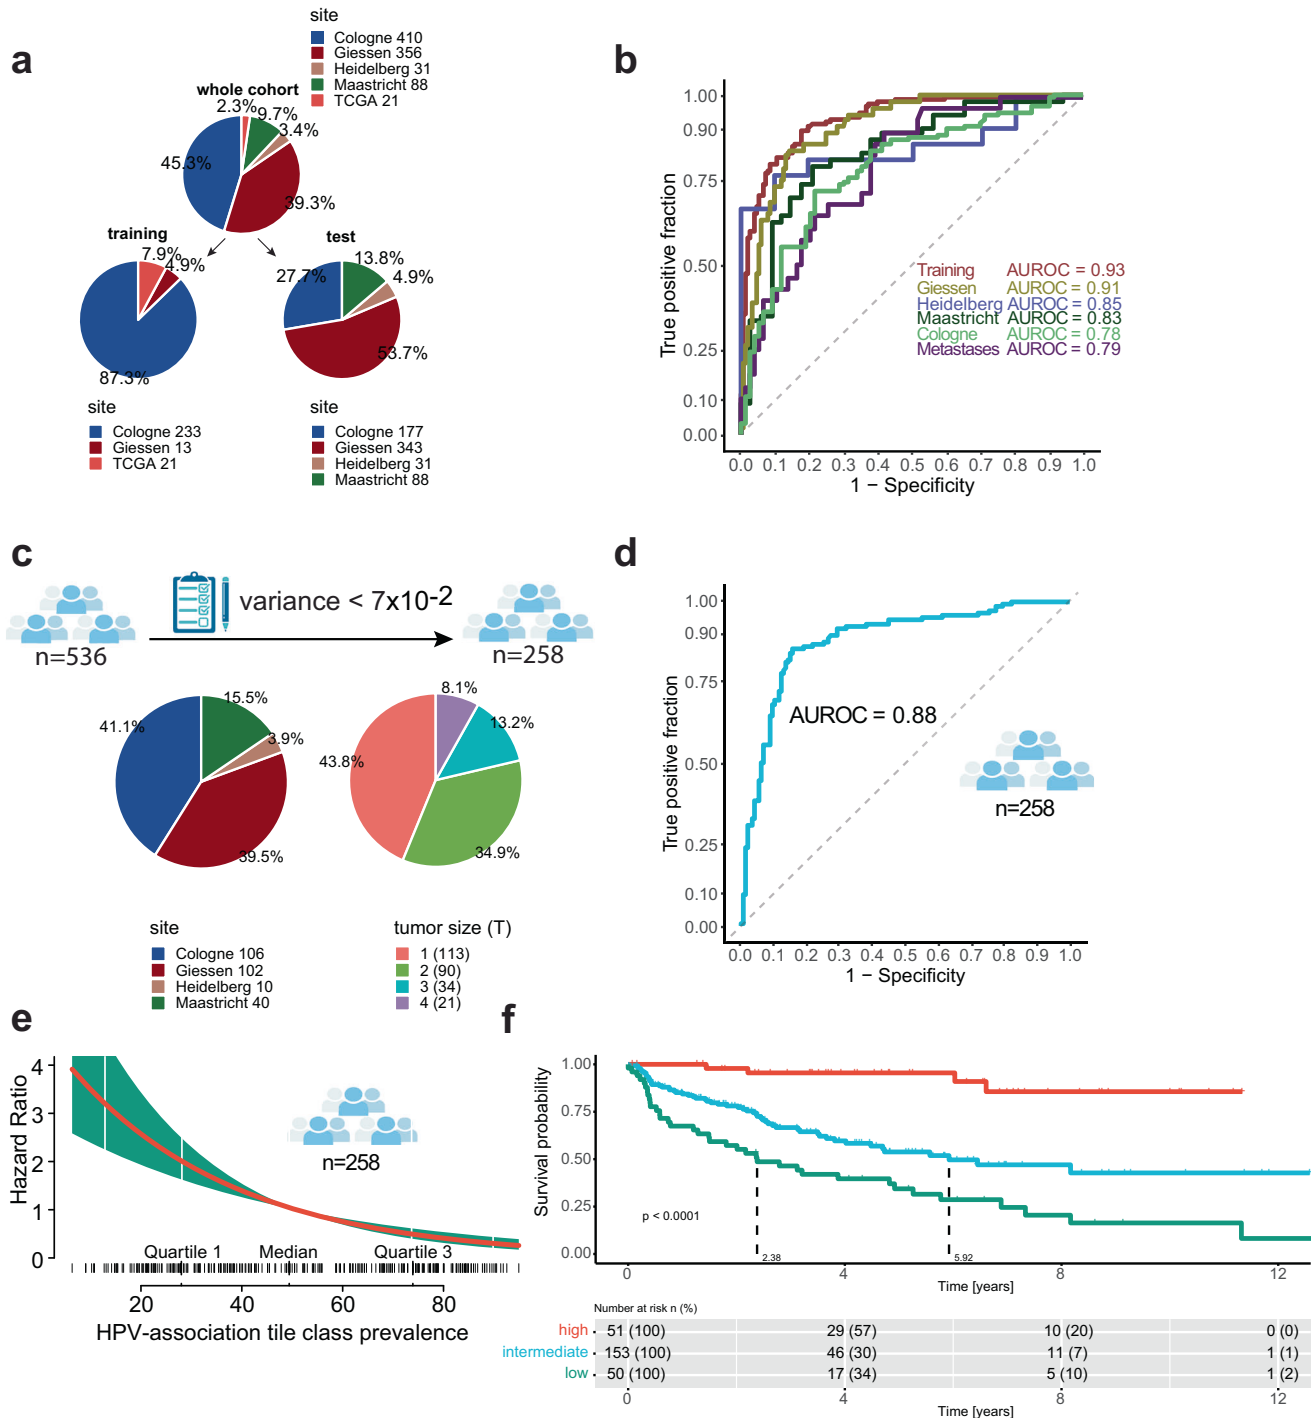 a
site
Cologne 410
Giessen 356
Heidelberg 31
Maastricht 88
TCGA 21
whole cohort
2.3%
9.7%
3.4%
45.3%
39.3%
training
7.9%
4.9%
87.3%
test
13.8%
27.7%
4.9%
53.7%
site
Cologne 233
Giessen 13
TCGA 21
site
Cologne 177
Giessen 343
Heidelberg 31
Maastricht 88
b
True positive fraction
1.00
0.90
0.75
0.50
0.25
0.10
0.00
Training AUROC = 0.93
Giessen AUROC = 0.91
Heidelberg AUROC = 0.85
Maastricht AUROC = 0.83
Cologne AUROC = 0.78
Metastases AUROC = 0.79
0.0 0.1 0.2 0.3 0.4 0.5 0.6 0.7 0.8 0.9 1.0
1 − Specificity
c
variance < 7x10-2
n=536
n=258
15.5%
41.1%
3.9%
39.5%
8.1%
13.2%
43.8%
34.9%
site
Cologne 106
Giessen 102
Heidelberg 10
Maastricht 40
tumor size (T)
1 (113)
2 (90)
3 (34)
4 (21)
d
True positive fraction
1.00
0.90
0.75
0.50
0.25
0.10
0.00
AUROC = 0.88
n=258
0.0 0.1 0.2 0.3 0.4 0.5 0.6 0.7 0.8 0.9 1.0
1 − Specificity
e
Hazard Ratio
4
3
2
1
0
n=258
Quartile 1 Median Quartile 3
20 40 60 80
HPV-association tile class prevalence
f
Survival probability
1.00
0.75
0.50
0.25
0.00
p < 0.0001
2.38
5.92
0 4 8 12
Time [years]
Number at risk n (%)
high 51 (100) 29 (57) 10 (20) 0 (0)
intermediate 153 (100) 46 (30) 11 (7) 1 (1)
low 50 (100) 17 (34) 5 (10) 1 (2)
0 4 8 12
Time [years]